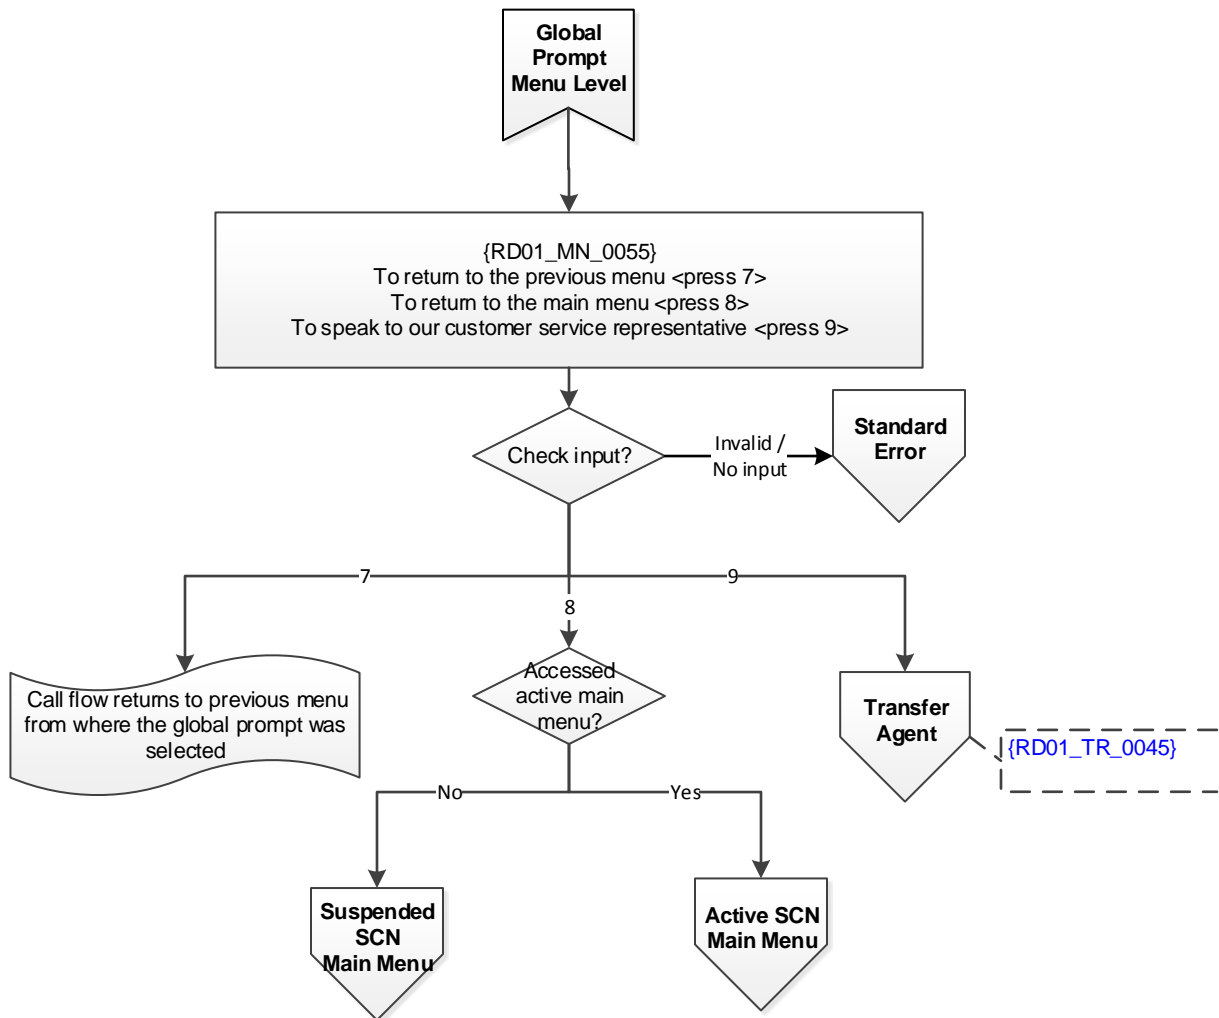 Global
Prompt
Menu Level
{RD01_MN_0055}
To return to the previous menu <press 7>
To return to the main menu <press 8>
To speak to our customer service representative <press 9>
Check input?
Invalid /
No input
Standard
Error
7
8
9
Call flow returns to previous menu
from where the global prompt was
selected
Accessed
active main
menu?
Transfer
Agent
{RD01_TR_0045}
No
Yes
Suspended
SCN
Main Menu
Active SCN
Main Menu